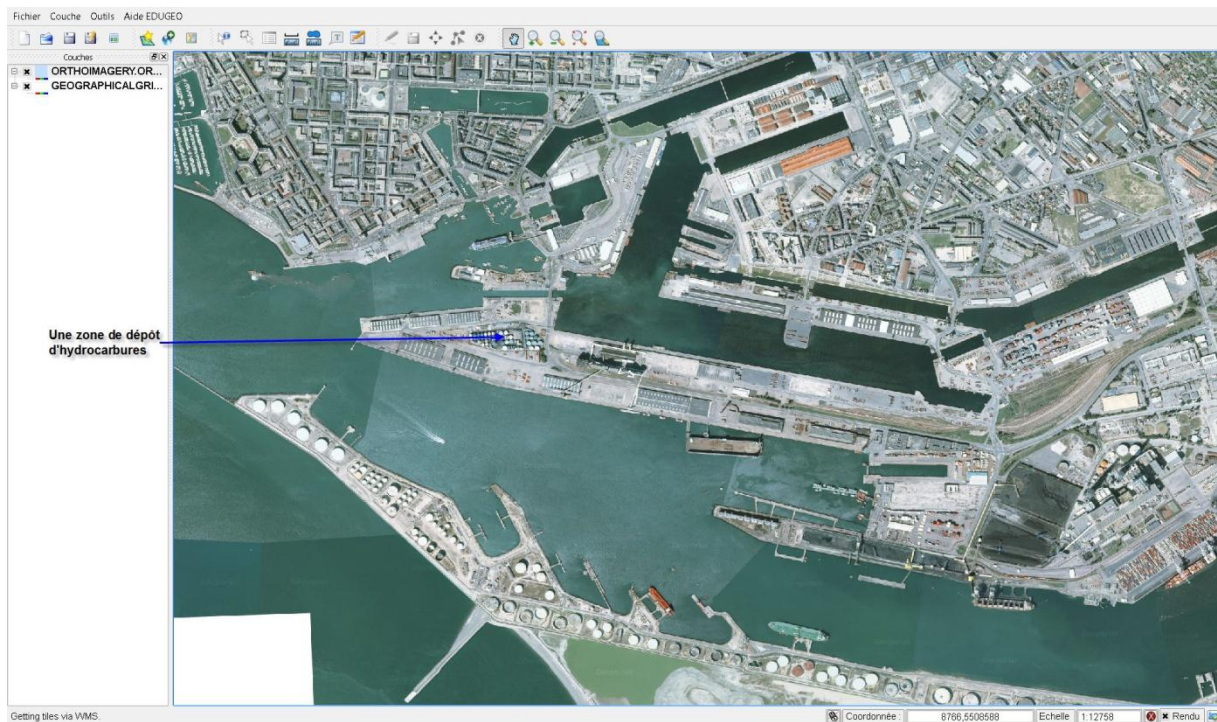 Fichier Couche Outils Aide EDUGEO
Couches
ORTHOIMAGERY.OR...
GEOGRAPHICALGRI...
Une zone de dépôt
d'hydrocarbures
Getting tiles via WMS.
Coordonnée : 8766,5508588 Echelle 1:12758 Rendu